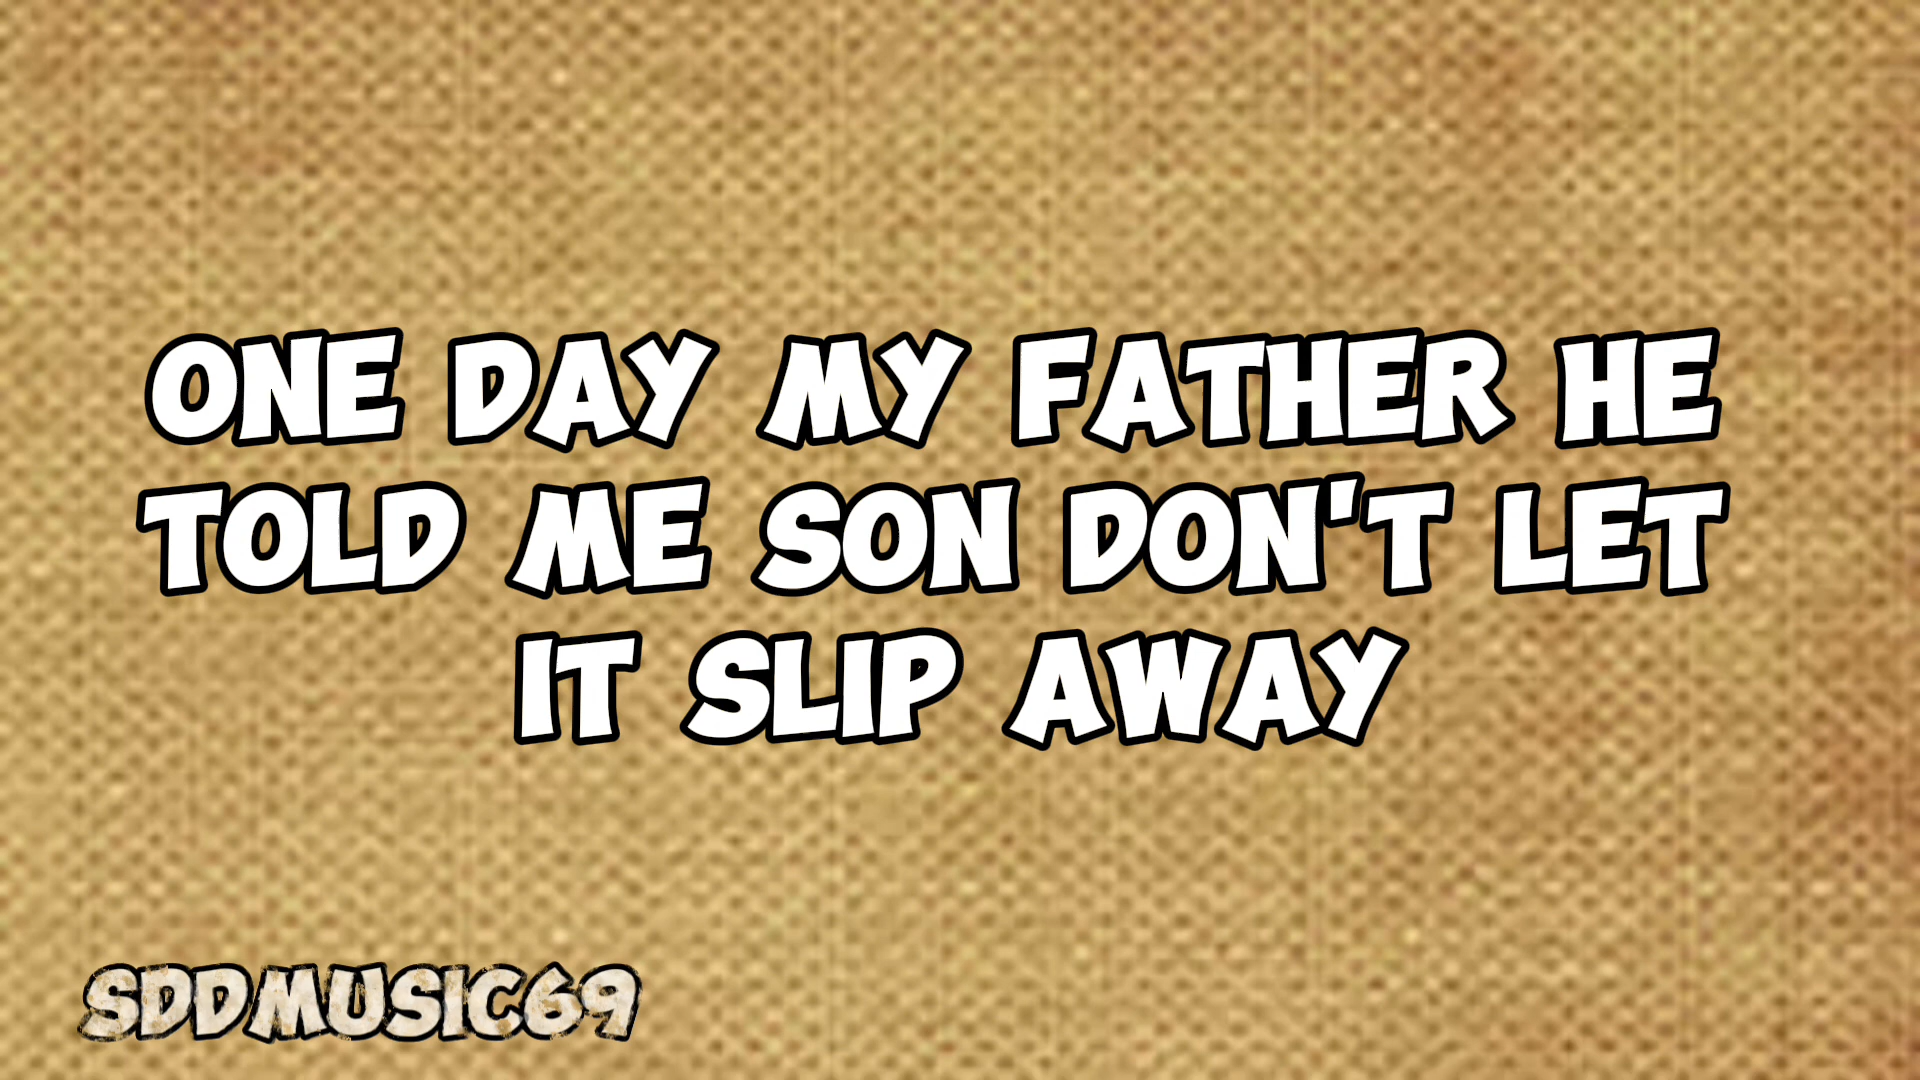 ONE DAY MY FATHER HE
TOLD ME SON DON'T LET
IT SLIP AWAY
SDDMUSIC69